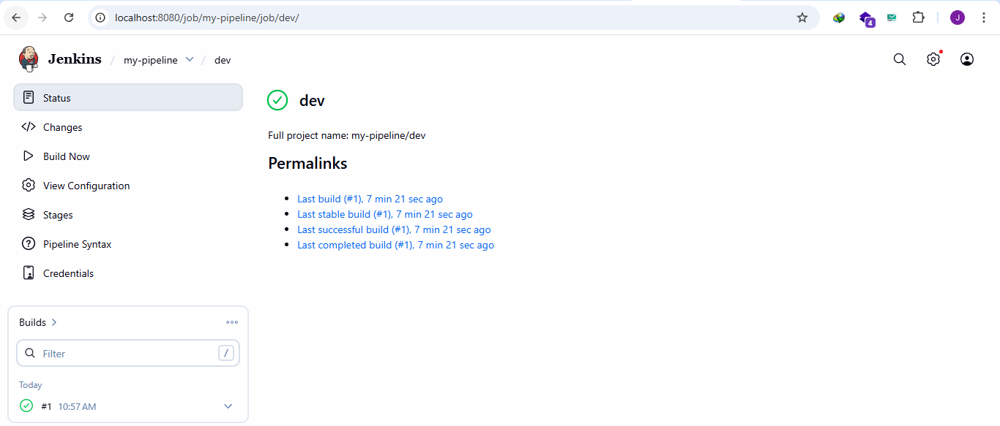 localhost:8080/job/my-pipeline/job/dev/
4
J
Jenkins / my-pipeline / dev
Status
Changes
Build Now
View Configuration
Stages
Pipeline Syntax
Credentials
Builds
Filter /
Today
#1 10:57 AM
dev
Full project name: my-pipeline/dev
Permalinks
• Last build (#1), 7 min 21 sec ago
• Last stable build (#1), 7 min 21 sec ago
• Last successful build (#1), 7 min 21 sec ago
• Last completed build (#1), 7 min 21 sec ago